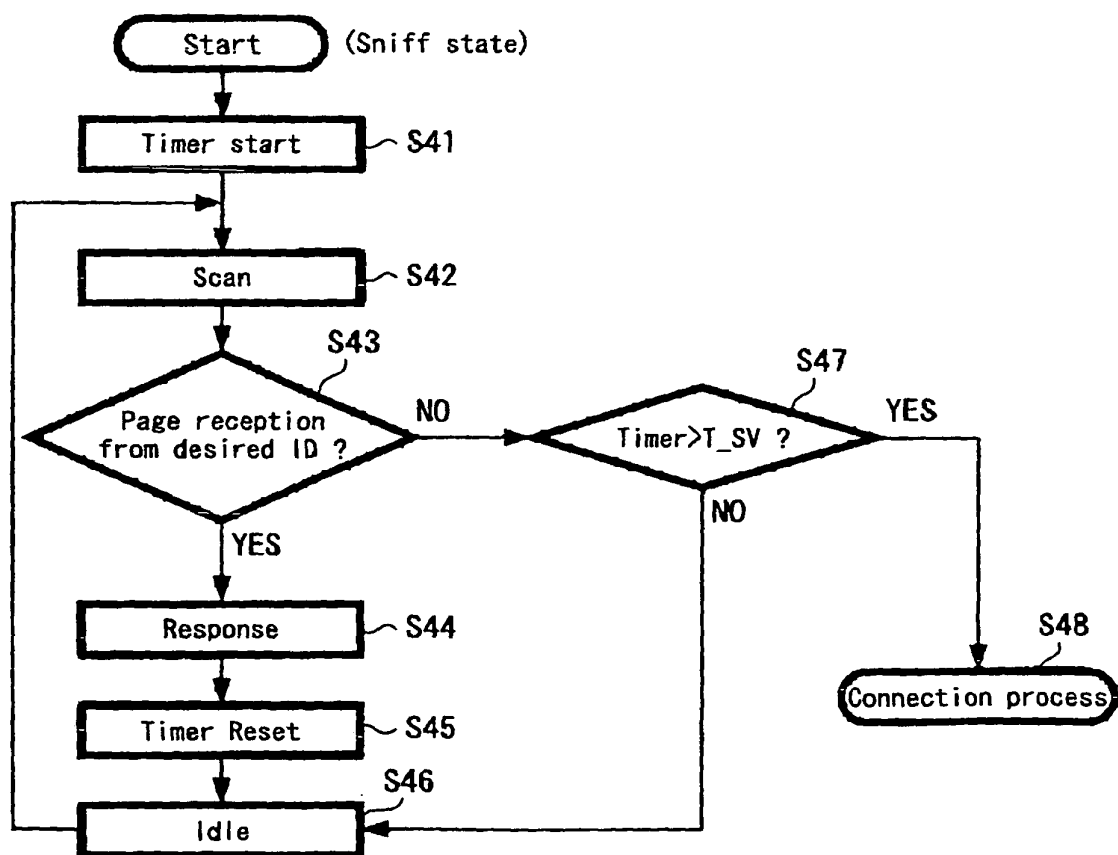 Start (Sniff state)
Timer start
S41
Scan
S42
S43
Page reception
from desired ID ?
NO
YES
S47
Timer>T_SV ?
YES
NO
Response
S44
Timer Reset
S45
S46
Idle
S48
Connection process